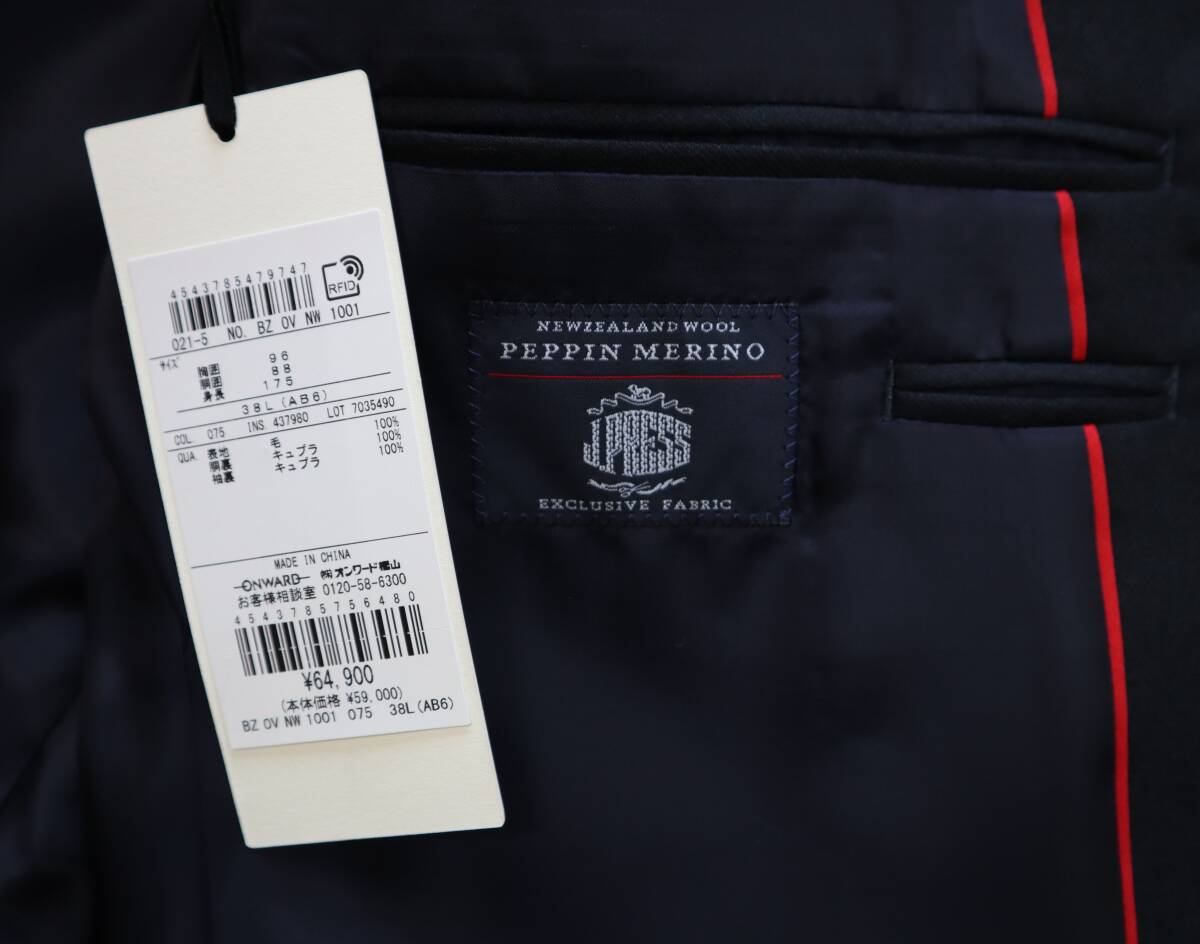 4543785479747
RFID
021-5 NO. BZ OV NW 1001
サイズ 胸囲 96
胴囲 88
身長 175
38L(AB6)
COL. 075 INS. 437980 LOT 7035490
QUA. 表地 毛 100%
胴裏 キュプラ 100%
袖裏 キュプラ 100%
MADE IN CHINA
ONWARD ㈱オンワード樫山
お客様相談室 0120-58-6300
4543785756480
¥64,900
(本体価格 ¥59,000)
BZ OV NW 1001 075 38L(AB6)
NEWZEALAND WOOL
PEPPIN MERINO
J.PRESS
EXCLUSIVE FABRIC